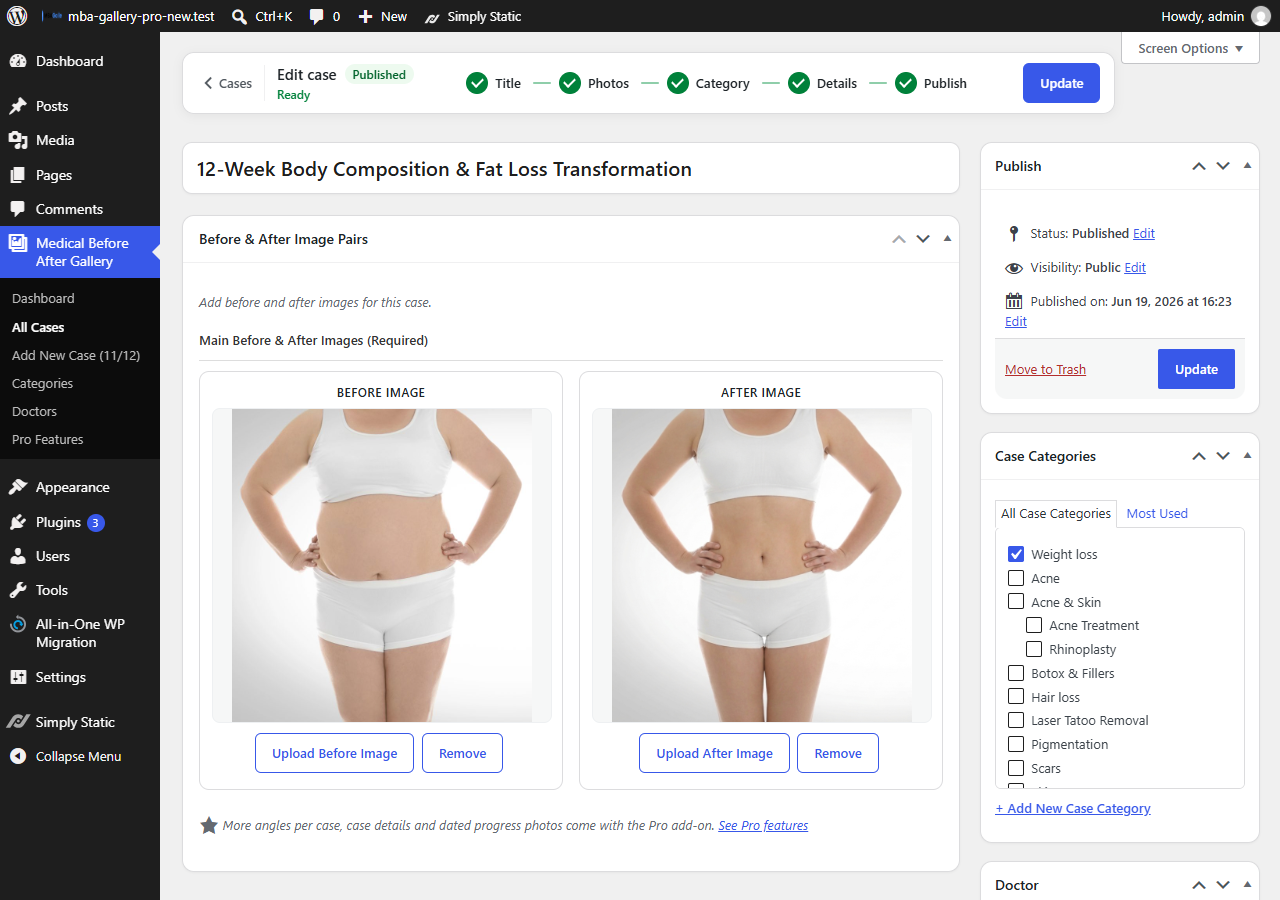 mba-gallery-pro-new.test Ctrl+K 0 New Simply Static Howdy, admin
Screen Options
Dashboard
Posts
Media
Pages
Comments
Medical Before
After Gallery
Dashboard
All Cases
Add New Case (11/12)
Categories
Doctors
Pro Features
Appearance
Plugins 3
Users
Tools
All-in-One WP
Migration
Settings
Simply Static
Collapse Menu
Cases
Edit case Published
Ready
Title Photos Category Details Publish
Update
12-Week Body Composition & Fat Loss Transformation
Before & After Image Pairs
Add before and after images for this case.
Main Before & After Images (Required)
BEFORE IMAGE
Upload Before Image Remove
AFTER IMAGE
Upload After Image Remove
More angles per case, case details and dated progress photos come with the Pro add-on. See Pro features
Publish
Status: Published Edit
Visibility: Public Edit
Published on: Jun 19, 2026 at 16:23
Edit
Move to Trash Update
Case Categories
All Case Categories Most Used
Weight loss
Acne
Acne & Skin
Acne Treatment
Rhinoplasty
Botox & Fillers
Hair loss
Laser Tatoo Removal
Pigmentation
Scars
+ Add New Case Category
Doctor